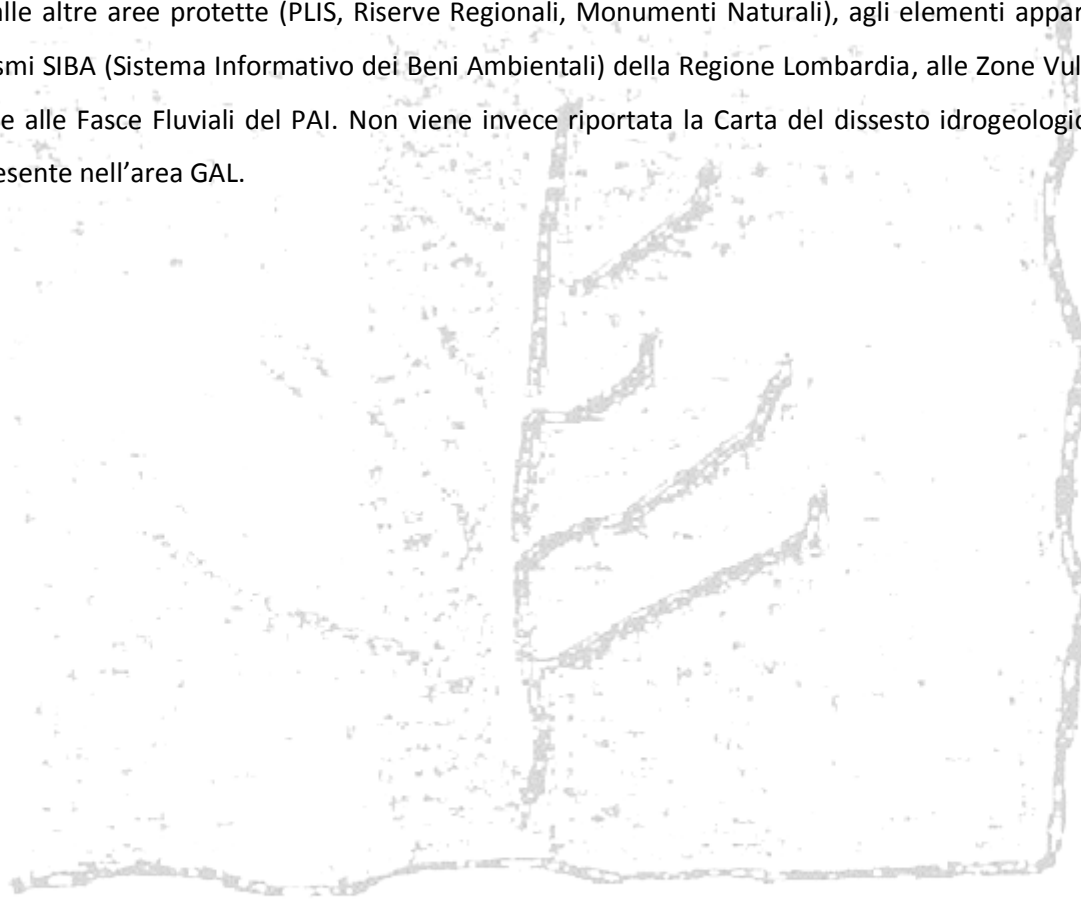 alle altre aree protette (PLIS, Riserve Regionali, Monumenti Naturali), agli elementi appar
smi SIBA (Sistema Informativo dei Beni Ambientali) della Regione Lombardia, alle Zone Vul
e alle Fasce Fluviali del PAI. Non viene invece riportata la Carta del dissesto idrogeologic
esente nell’area GAL.